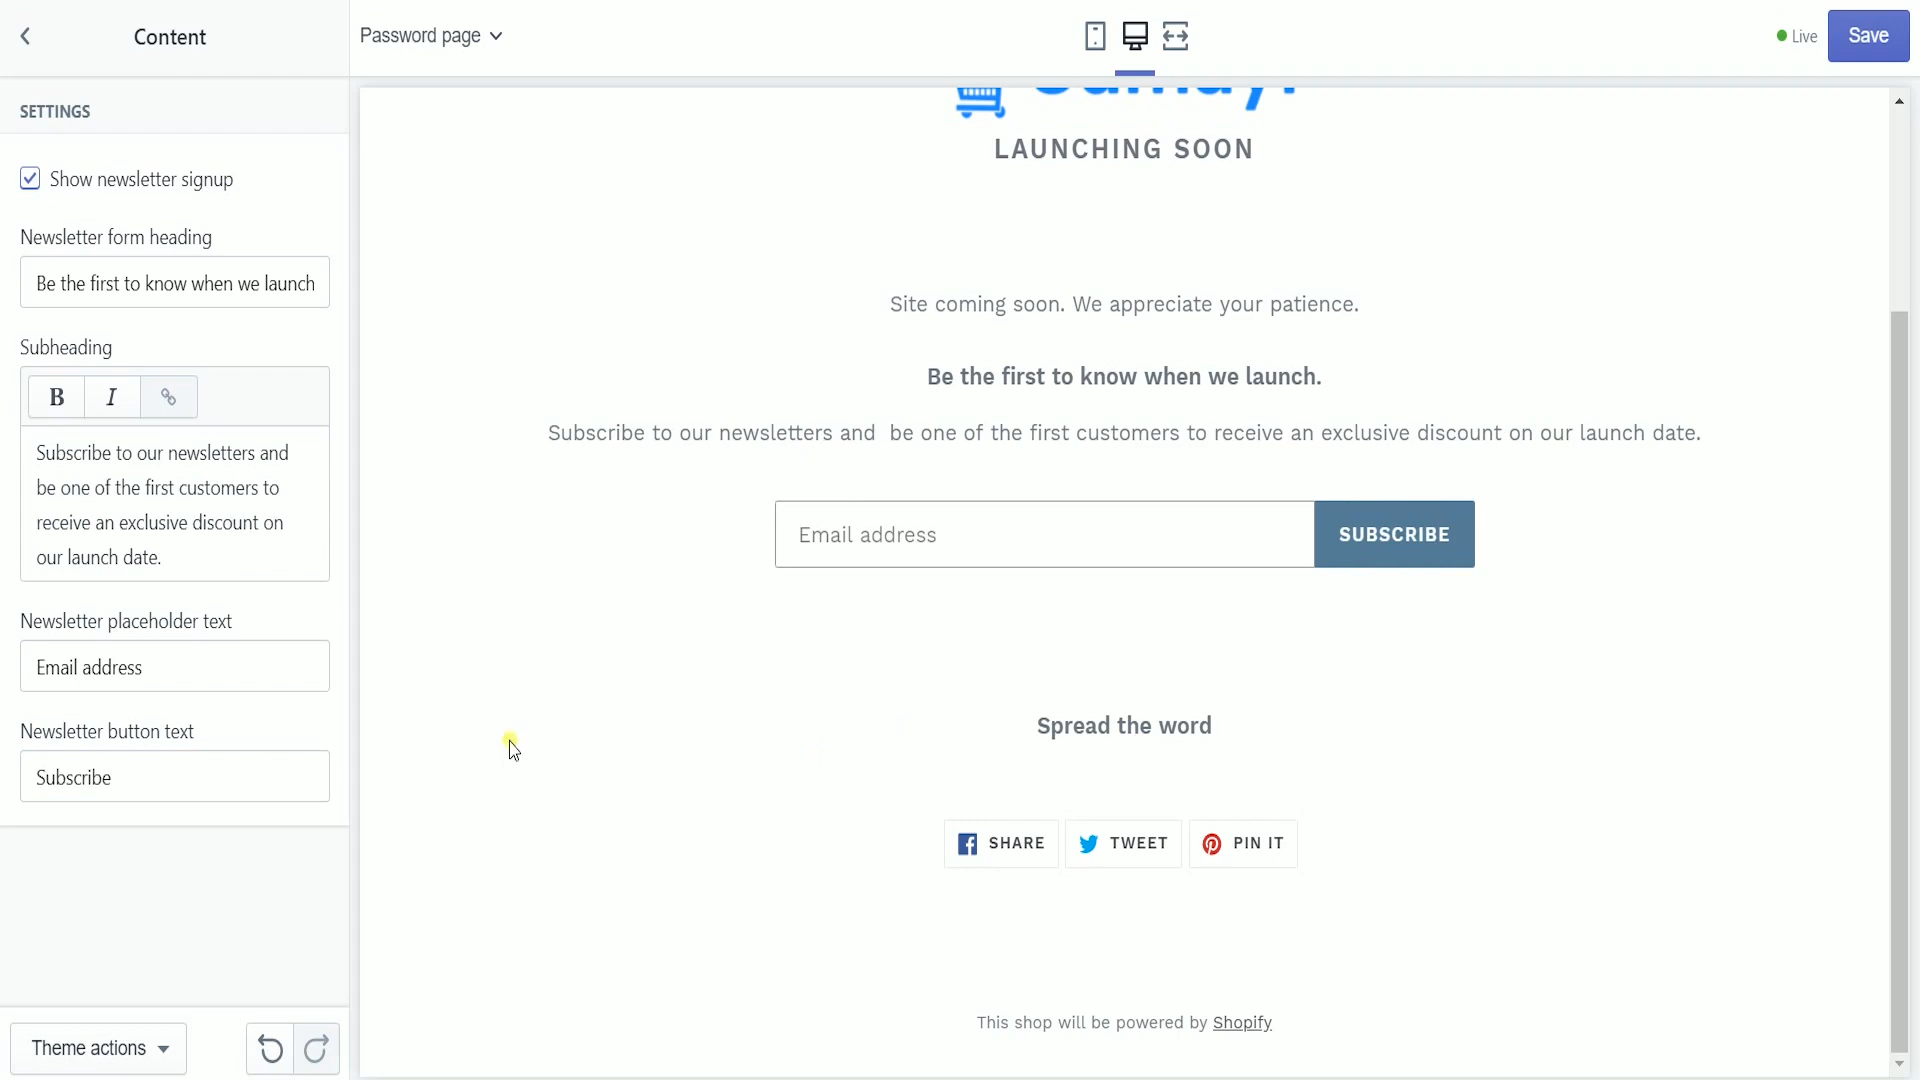 Content
Password page
Live
Save
SETTINGS
Show newsletter signup
Newsletter form heading
Be the first to know when we launch
Subheading
B I
Subscribe to our newsletters and
be one of the first customers to
receive an exclusive discount on
our launch date.
Newsletter placeholder text
Email address
Newsletter button text
Subscribe
Theme actions
LAUNCHING SOON
Site coming soon. We appreciate your patience.
Be the first to know when we launch.
Subscribe to our newsletters and be one of the first customers to receive an exclusive discount on our launch date.
Email address
SUBSCRIBE
Spread the word
SHARE
TWEET
PIN IT
This shop will be powered by Shopify